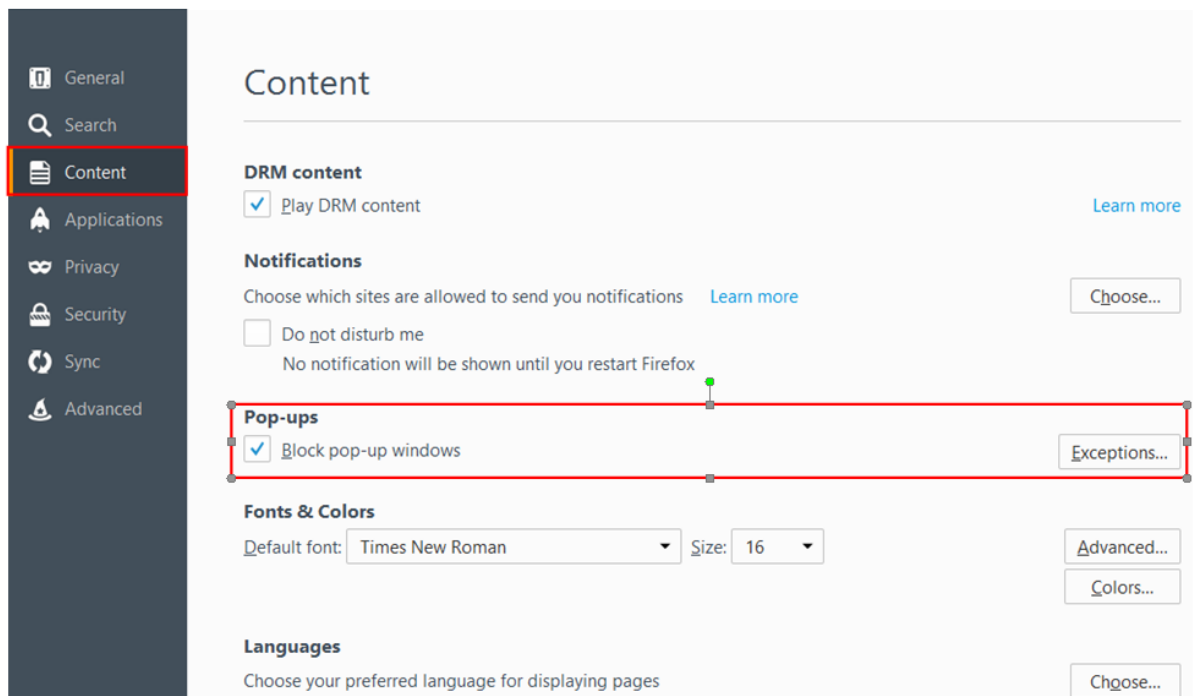 General
Search
Content
Applications
Privacy
Security
Sync
Advanced
Content
DRM content
Play DRM content Learn more
Notifications
Choose which sites are allowed to send you notifications Learn more Choose...
Do not disturb me
No notification will be shown until you restart Firefox
Pop-ups
Block pop-up windows Exceptions...
Fonts & Colors
Default font: Times New Roman Size: 16 Advanced...
Colors...
Languages
Choose your preferred language for displaying pages Choose...